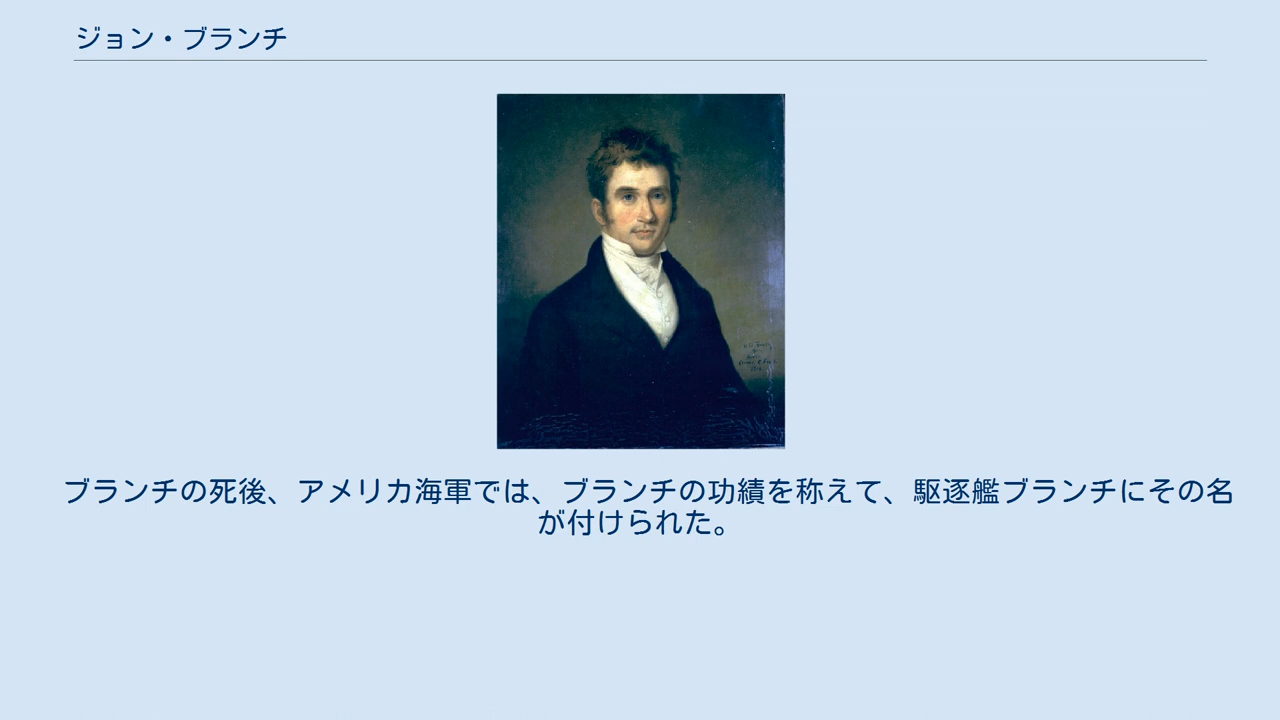 ジョン・ブランチ
ブランチの死後、アメリカ海軍では、ブランチの功績を称えて、駆逐艦ブランチにその名
が付けられた。